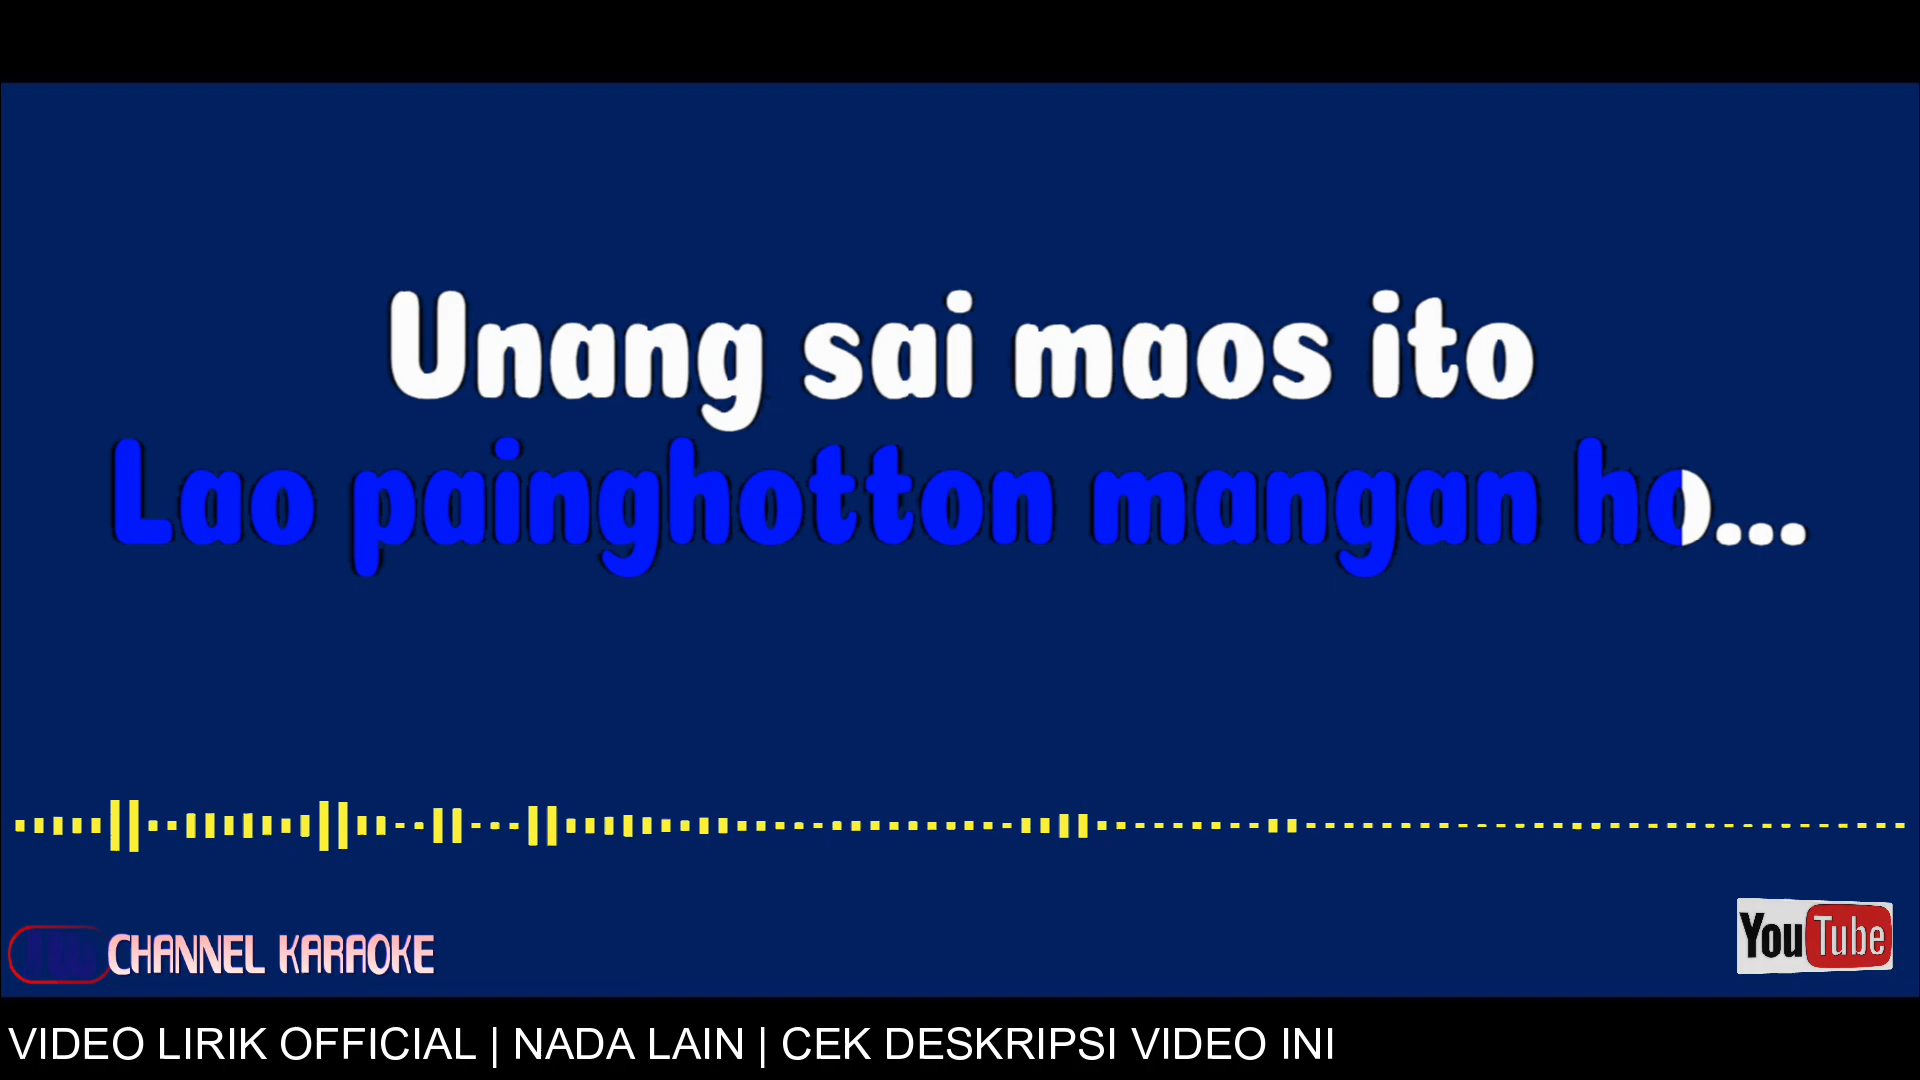 Unang sai maos ito
Lao painghotton mangan ho...
CHANNEL KARAOKE
YouTube
VIDEO LIRIK OFFICIAL | NADA LAIN | CEK DESKRIPSI VIDEO INI